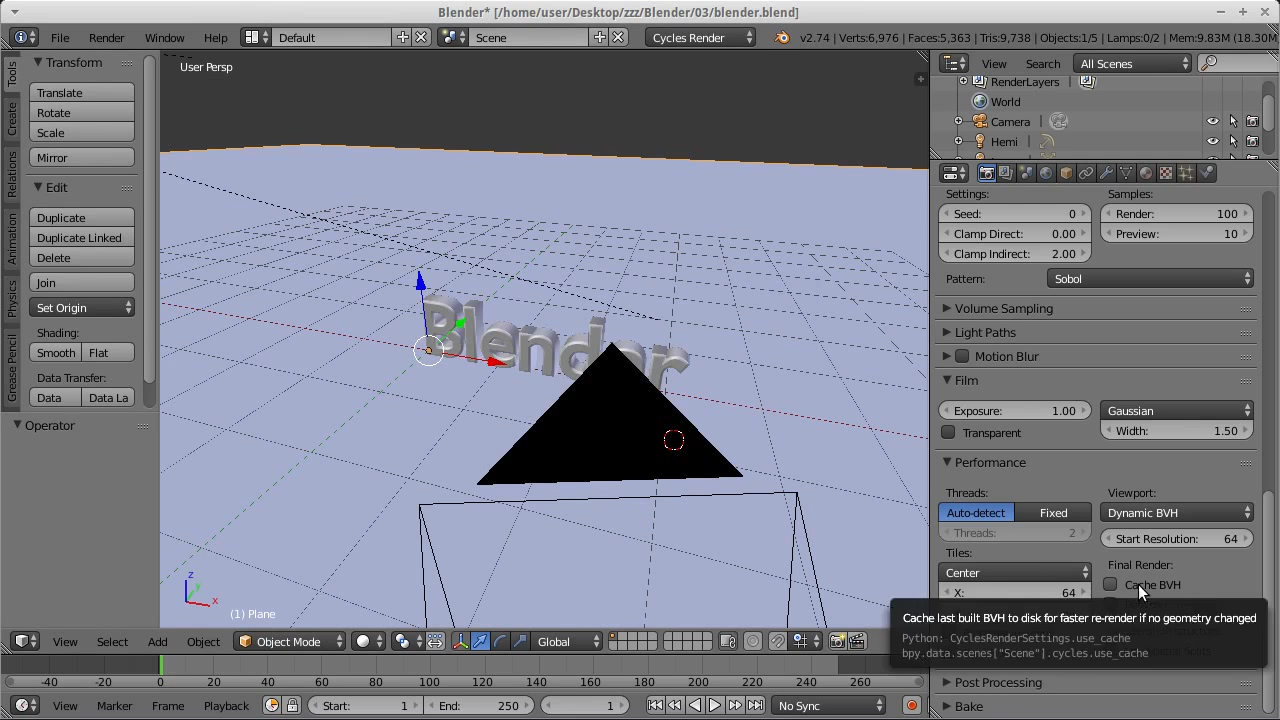 Blender* [/home/user/Desktop/zzz/Blender/03/blender.blend]
File Render Window Help Default Scene Cycles Render v2.74 | Verts:6,976 | Faces:5,363 | Tris:9,738 | Objects:1/5 | Lamps:0/2 | Mem:9.83M (18.30M
Tools
Create
Relations
Animation
Physics
Grease Pencil
Transform
Translate
Rotate
Scale
Mirror
Edit
Duplicate
Duplicate Linked
Delete
Join
Set Origin
Shading:
Smooth Flat
Data Transfer:
Data Data La
Operator
User Persp
Blender
z
y
x
(1) Plane
View Select Add Object Object Mode Global
View Search All Scenes
RenderLayers
World
Camera
Hemi
Settings: Samples:
Seed: 0 Render: 100
Clamp Direct: 0.00 Preview: 10
Clamp Indirect: 2.00
Pattern: Sobol
Volume Sampling
Light Paths
Motion Blur
Film
Exposure: 1.00 Gaussian
Transparent Width: 1.50
Performance
Threads: Viewport:
Auto-detect Fixed Dynamic BVH
Threads: 2 Start Resolution: 64
Tiles: Final Render:
Center Cache BVH
X: 64
Cache last built BVH to disk for faster re-render if no geometry changed
Python: CyclesRenderSettings.use_cache
bpy.data.scenes["Scene"].cycles.use_cache
Post Processing
Bake
-40 -20 0 20 40 60 80 100 120 140 160 180 200 220 240 260
View Marker Frame Playback Start: 1 End: 250 1 No Sync